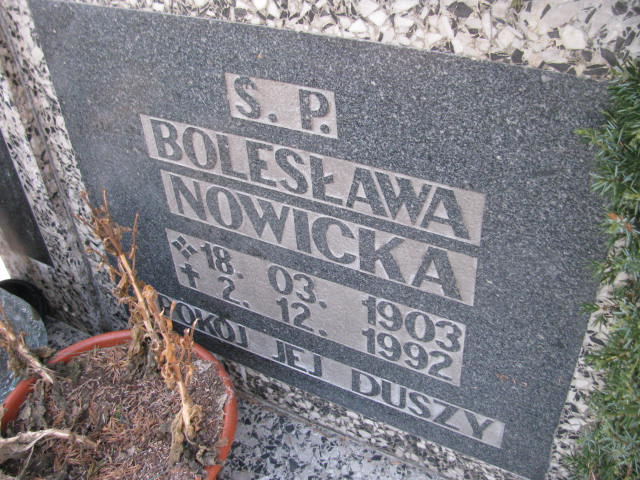 S. P.
BOLESŁAWA
NOWICKA
18. 03. 1903
✝ 2. 12. 1992
POKÓJ JEJ DUSZY